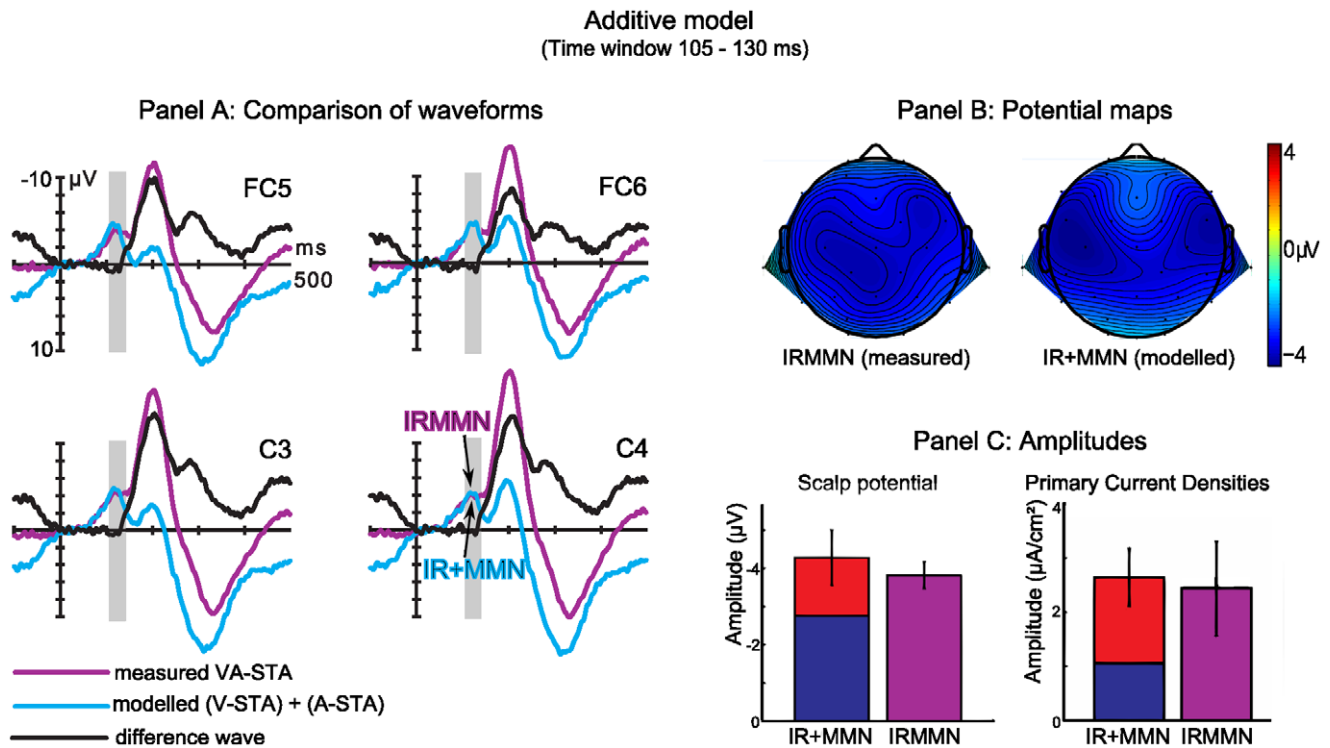 Additive model
(Time window 105 - 130 ms)
Panel A: Comparison of waveforms
-10
µV
FC5
ms
500
10
FC6
C3
IRMMN
C4
IR+MMN
measured VA-STA
modelled (V-STA) + (A-STA)
difference wave
Panel B: Potential maps
4
0µV
-4
IRMMN (measured)
IR+MMN (modelled)
Panel C: Amplitudes
Scalp potential
Amplitude (µV)
-4
-2
0
IR+MMN
IRMMN
Primary Current Densities
Amplitude (µA/cm²)
4
2
0
IR+MMN
IRMMN